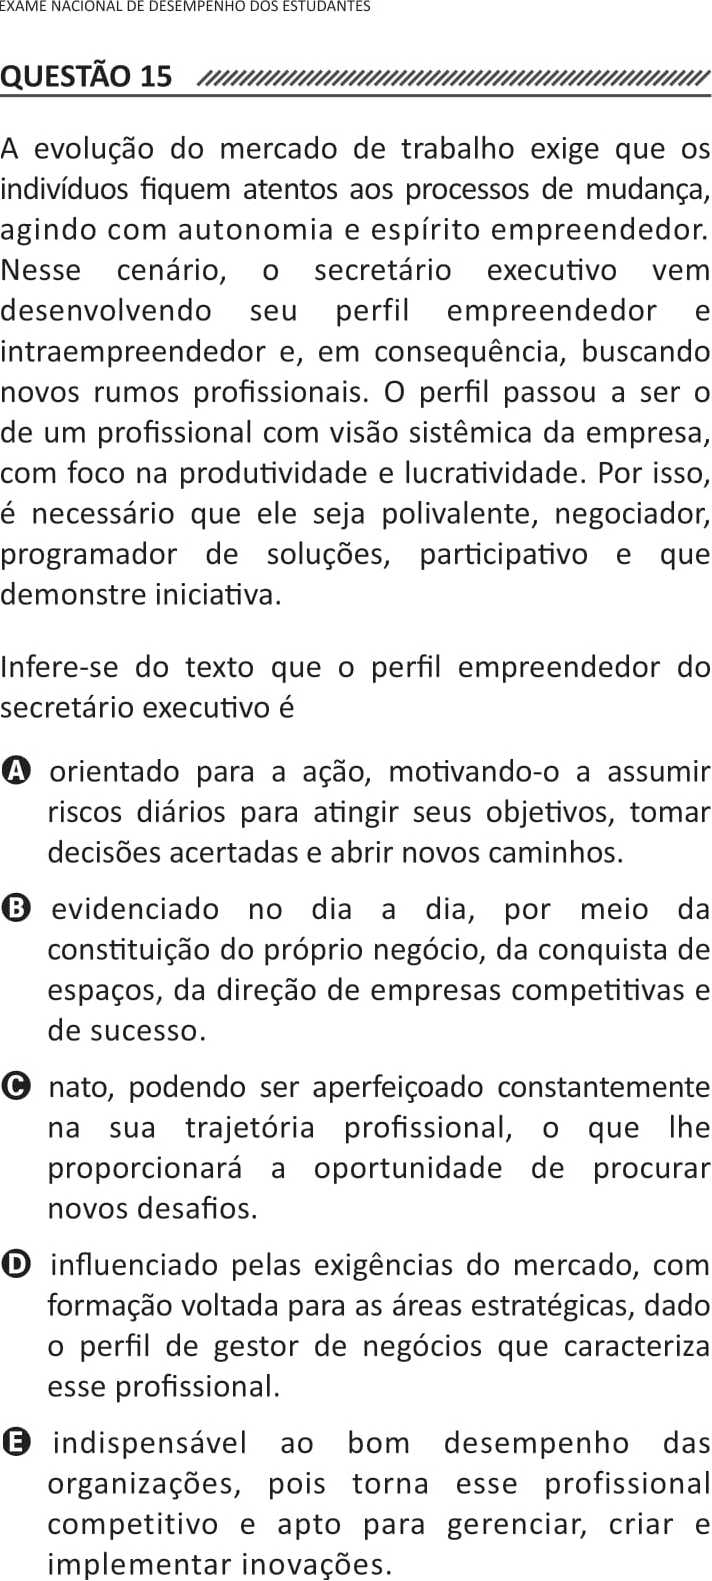 EXAME NACIONAL DE DESEMPENHO DOS ESTUDANTES
QUESTÃO 15
A evolução do mercado de trabalho exige que os
indivíduos fiquem atentos aos processos de mudança,
agindo com autonomia e espírito empreendedor.
Nesse cenário, o secretário executivo vem
desenvolvendo seu perfil empreendedor e
intraempreendedor e, em consequência, buscando
novos rumos profissionais. O perfil passou a ser o
de um profissional com visão sistêmica da empresa,
com foco na produtividade e lucratividade. Por isso,
é necessário que ele seja polivalente, negociador,
programador de soluções, participativo e que
demonstre iniciativa.
Infere-se do texto que o perfil empreendedor do
secretário executivo é
A orientado para a ação, motivando-o a assumir
riscos diários para atingir seus objetivos, tomar
decisões acertadas e abrir novos caminhos.
B evidenciado no dia a dia, por meio da
constituição do próprio negócio, da conquista de
espaços, da direção de empresas competitivas e
de sucesso.
C nato, podendo ser aperfeiçoado constantemente
na sua trajetória profissional, o que lhe
proporcionará a oportunidade de procurar
novos desafios.
D influenciado pelas exigências do mercado, com
formação voltada para as áreas estratégicas, dado
o perfil de gestor de negócios que caracteriza
esse profissional.
E indispensável ao bom desempenho das
organizações, pois torna esse profissional
competitivo e apto para gerenciar, criar e
implementar inovações.